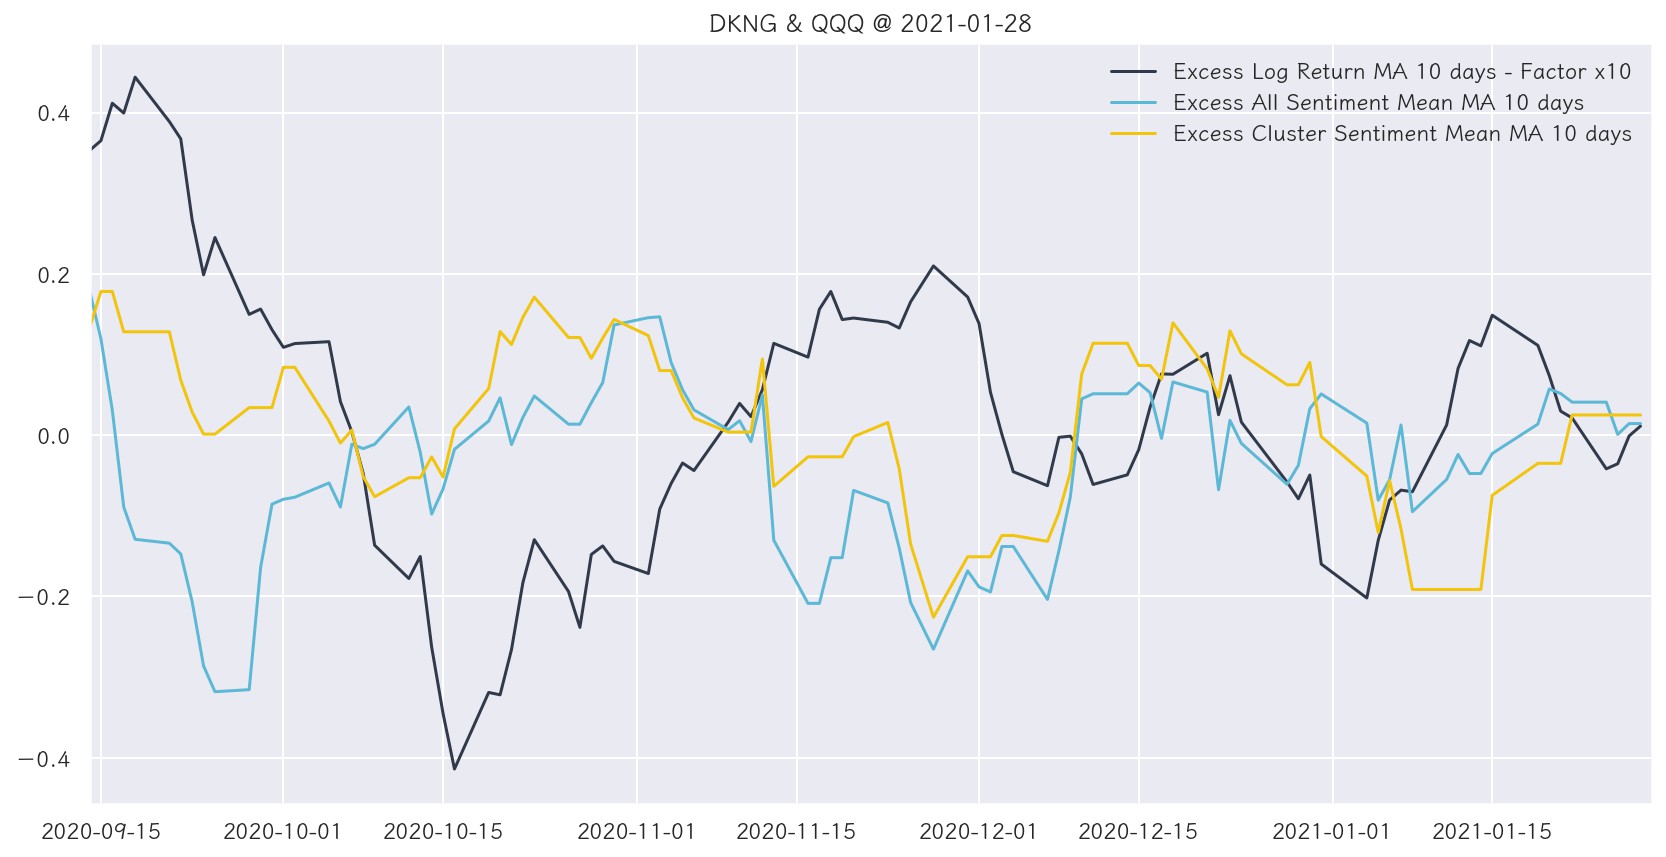 DKNG & QQQ @ 2021-01-28
Excess Log Return MA 10 days - Factor x10
Excess All Sentiment Mean MA 10 days
Excess Cluster Sentiment Mean MA 10 days
0.4
0.2
0.0
−0.2
−0.4
2020-09-15 2020-10-01 2020-10-15 2020-11-01 2020-11-15 2020-12-01 2020-12-15 2021-01-01 2021-01-15